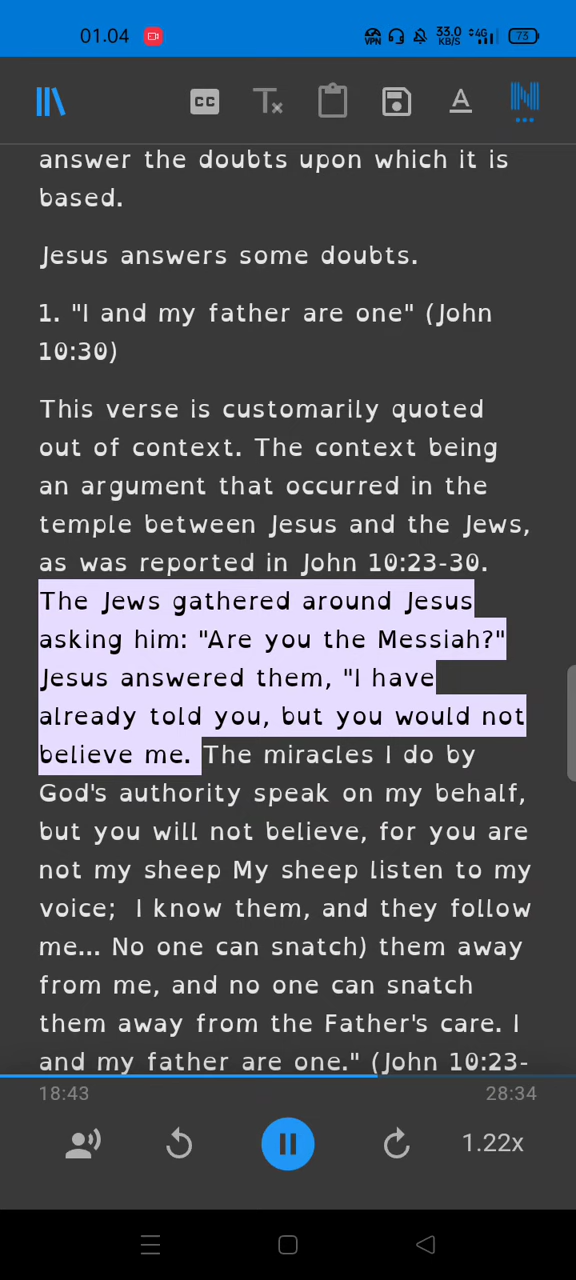 01.04
VPN
33.0
KB/S
4G
73
CC
answer the doubts upon which it is
based.
Jesus answers some doubts.
1. "I and my father are one" (John
10:30)
This verse is customarily quoted
out of context. The context being
an argument that occurred in the
temple between Jesus and the Jews,
as was reported in John 10:23-30.
The Jews gathered around Jesus
asking him: "Are you the Messiah?"
Jesus answered them, "I have
already told you, but you would not
believe me. The miracles I do by
God's authority speak on my behalf,
but you will not believe, for you are
not my sheep My sheep listen to my
voice;  I know them, and they follow
me... No one can snatch) them away
from me, and no one can snatch
them away from the Father's care. I
and my father are one." (John 10:23-
18:43
28:34
1.22x